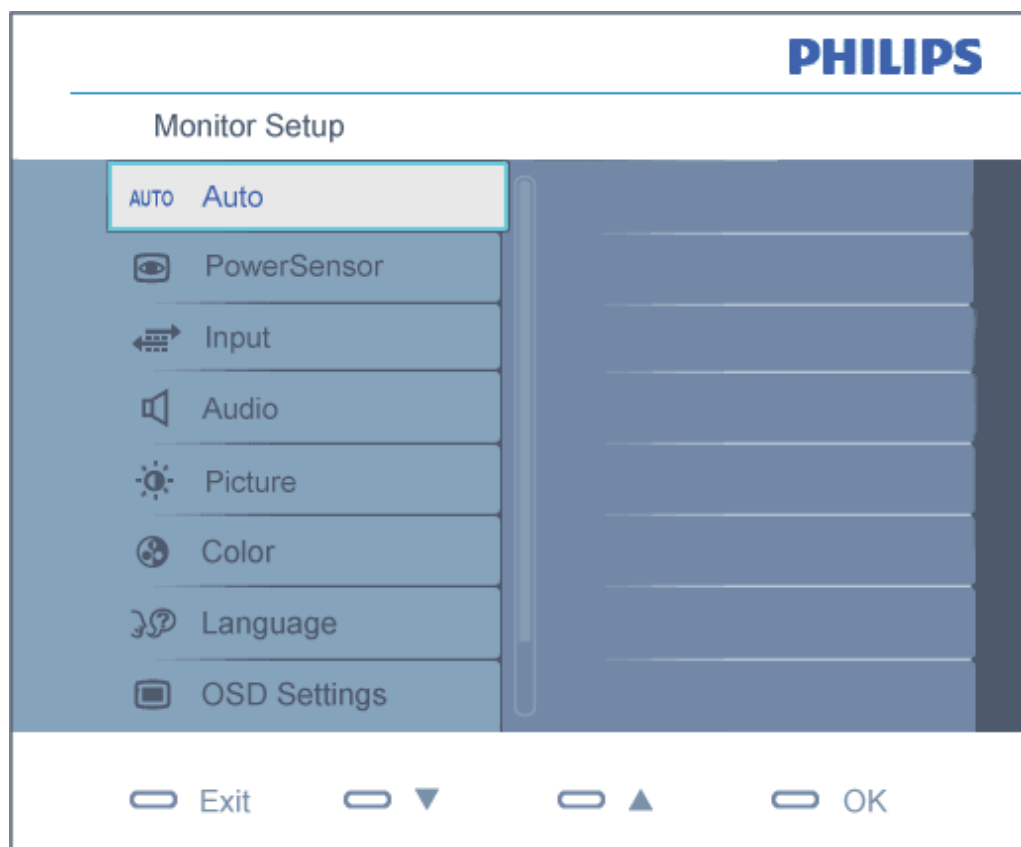 PHILIPS
Monitor Setup
AUTO Auto
PowerSensor
Input
Audio
Picture
Color
Language
OSD Settings
Exit ▼ ▲ OK